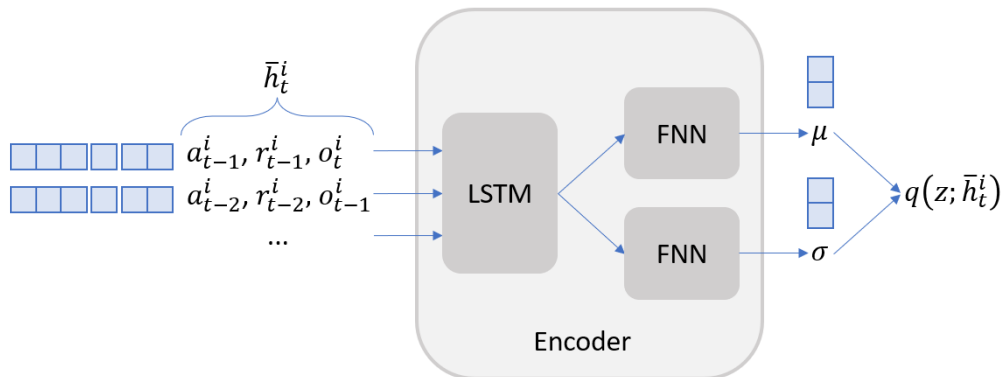 h̄ᵢₜ
aⁱₜ₋₁, rⁱₜ₋₁, oⁱₜ
aⁱₜ₋₂, rⁱₜ₋₂, oⁱₜ₋₁
...
LSTM
FNN
FNN
Encoder
μ
σ
q(z; h̄ⁱₜ)